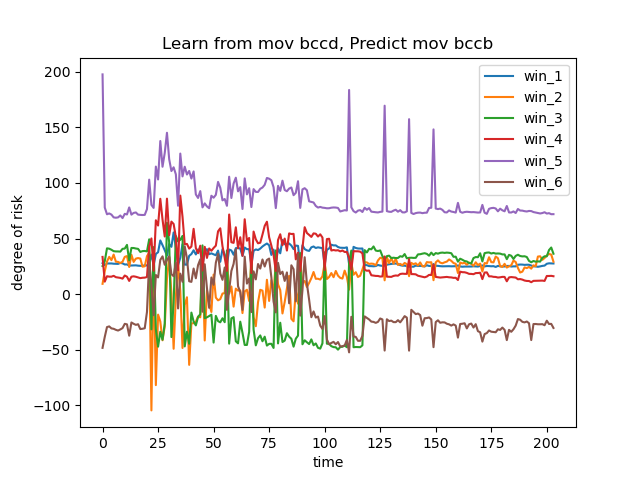 Learn from mov bccd, Predict mov bccb
degree of risk
200
150
100
50
0
−50
−100
win_1
win_2
win_3
win_4
win_5
win_6
0 25 50 75 100 125 150 175 200
time